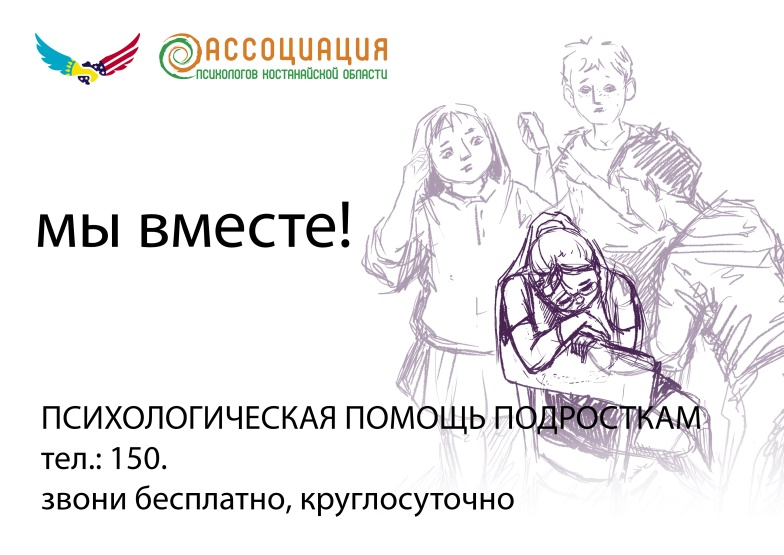 АССОЦИАЦИЯ
ПСИХОЛОГОВ КОСТАНАЙСКОЙ ОБЛАСТИ
мы вместе!
ПСИХОЛОГИЧЕСКАЯ ПОМОЩЬ ПОДРОСТКАМ
тел.: 150.
звони бесплатно, круглосуточно